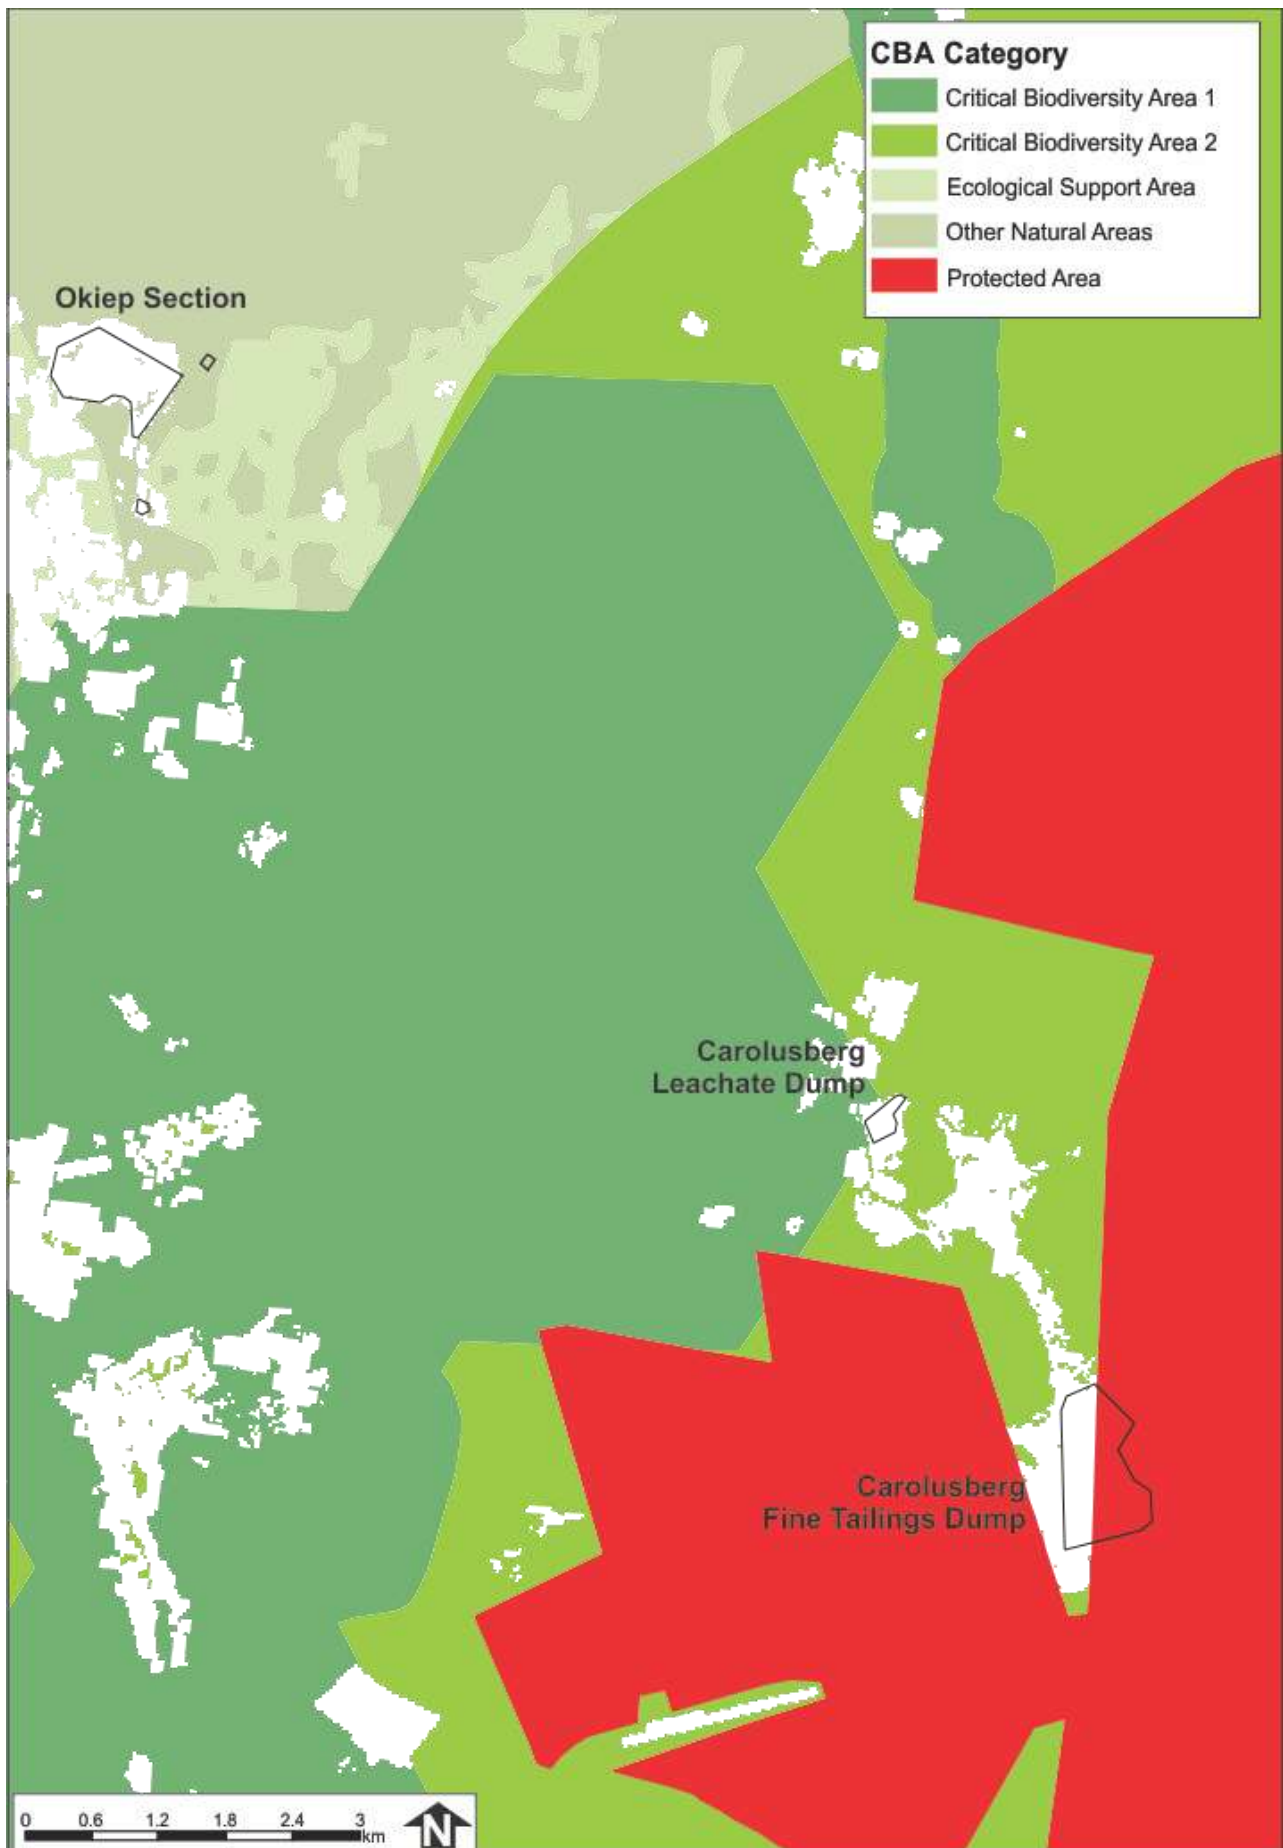 CBA Category
Critical Biodiversity Area 1
Critical Biodiversity Area 2
Ecological Support Area
Other Natural Areas
Protected Area
Okiep Section
Carolusberg
Leachate Dump
Carolusberg
Fine Tailings Dump
0 0.6 1.2 1.8 2.4 3
km
N